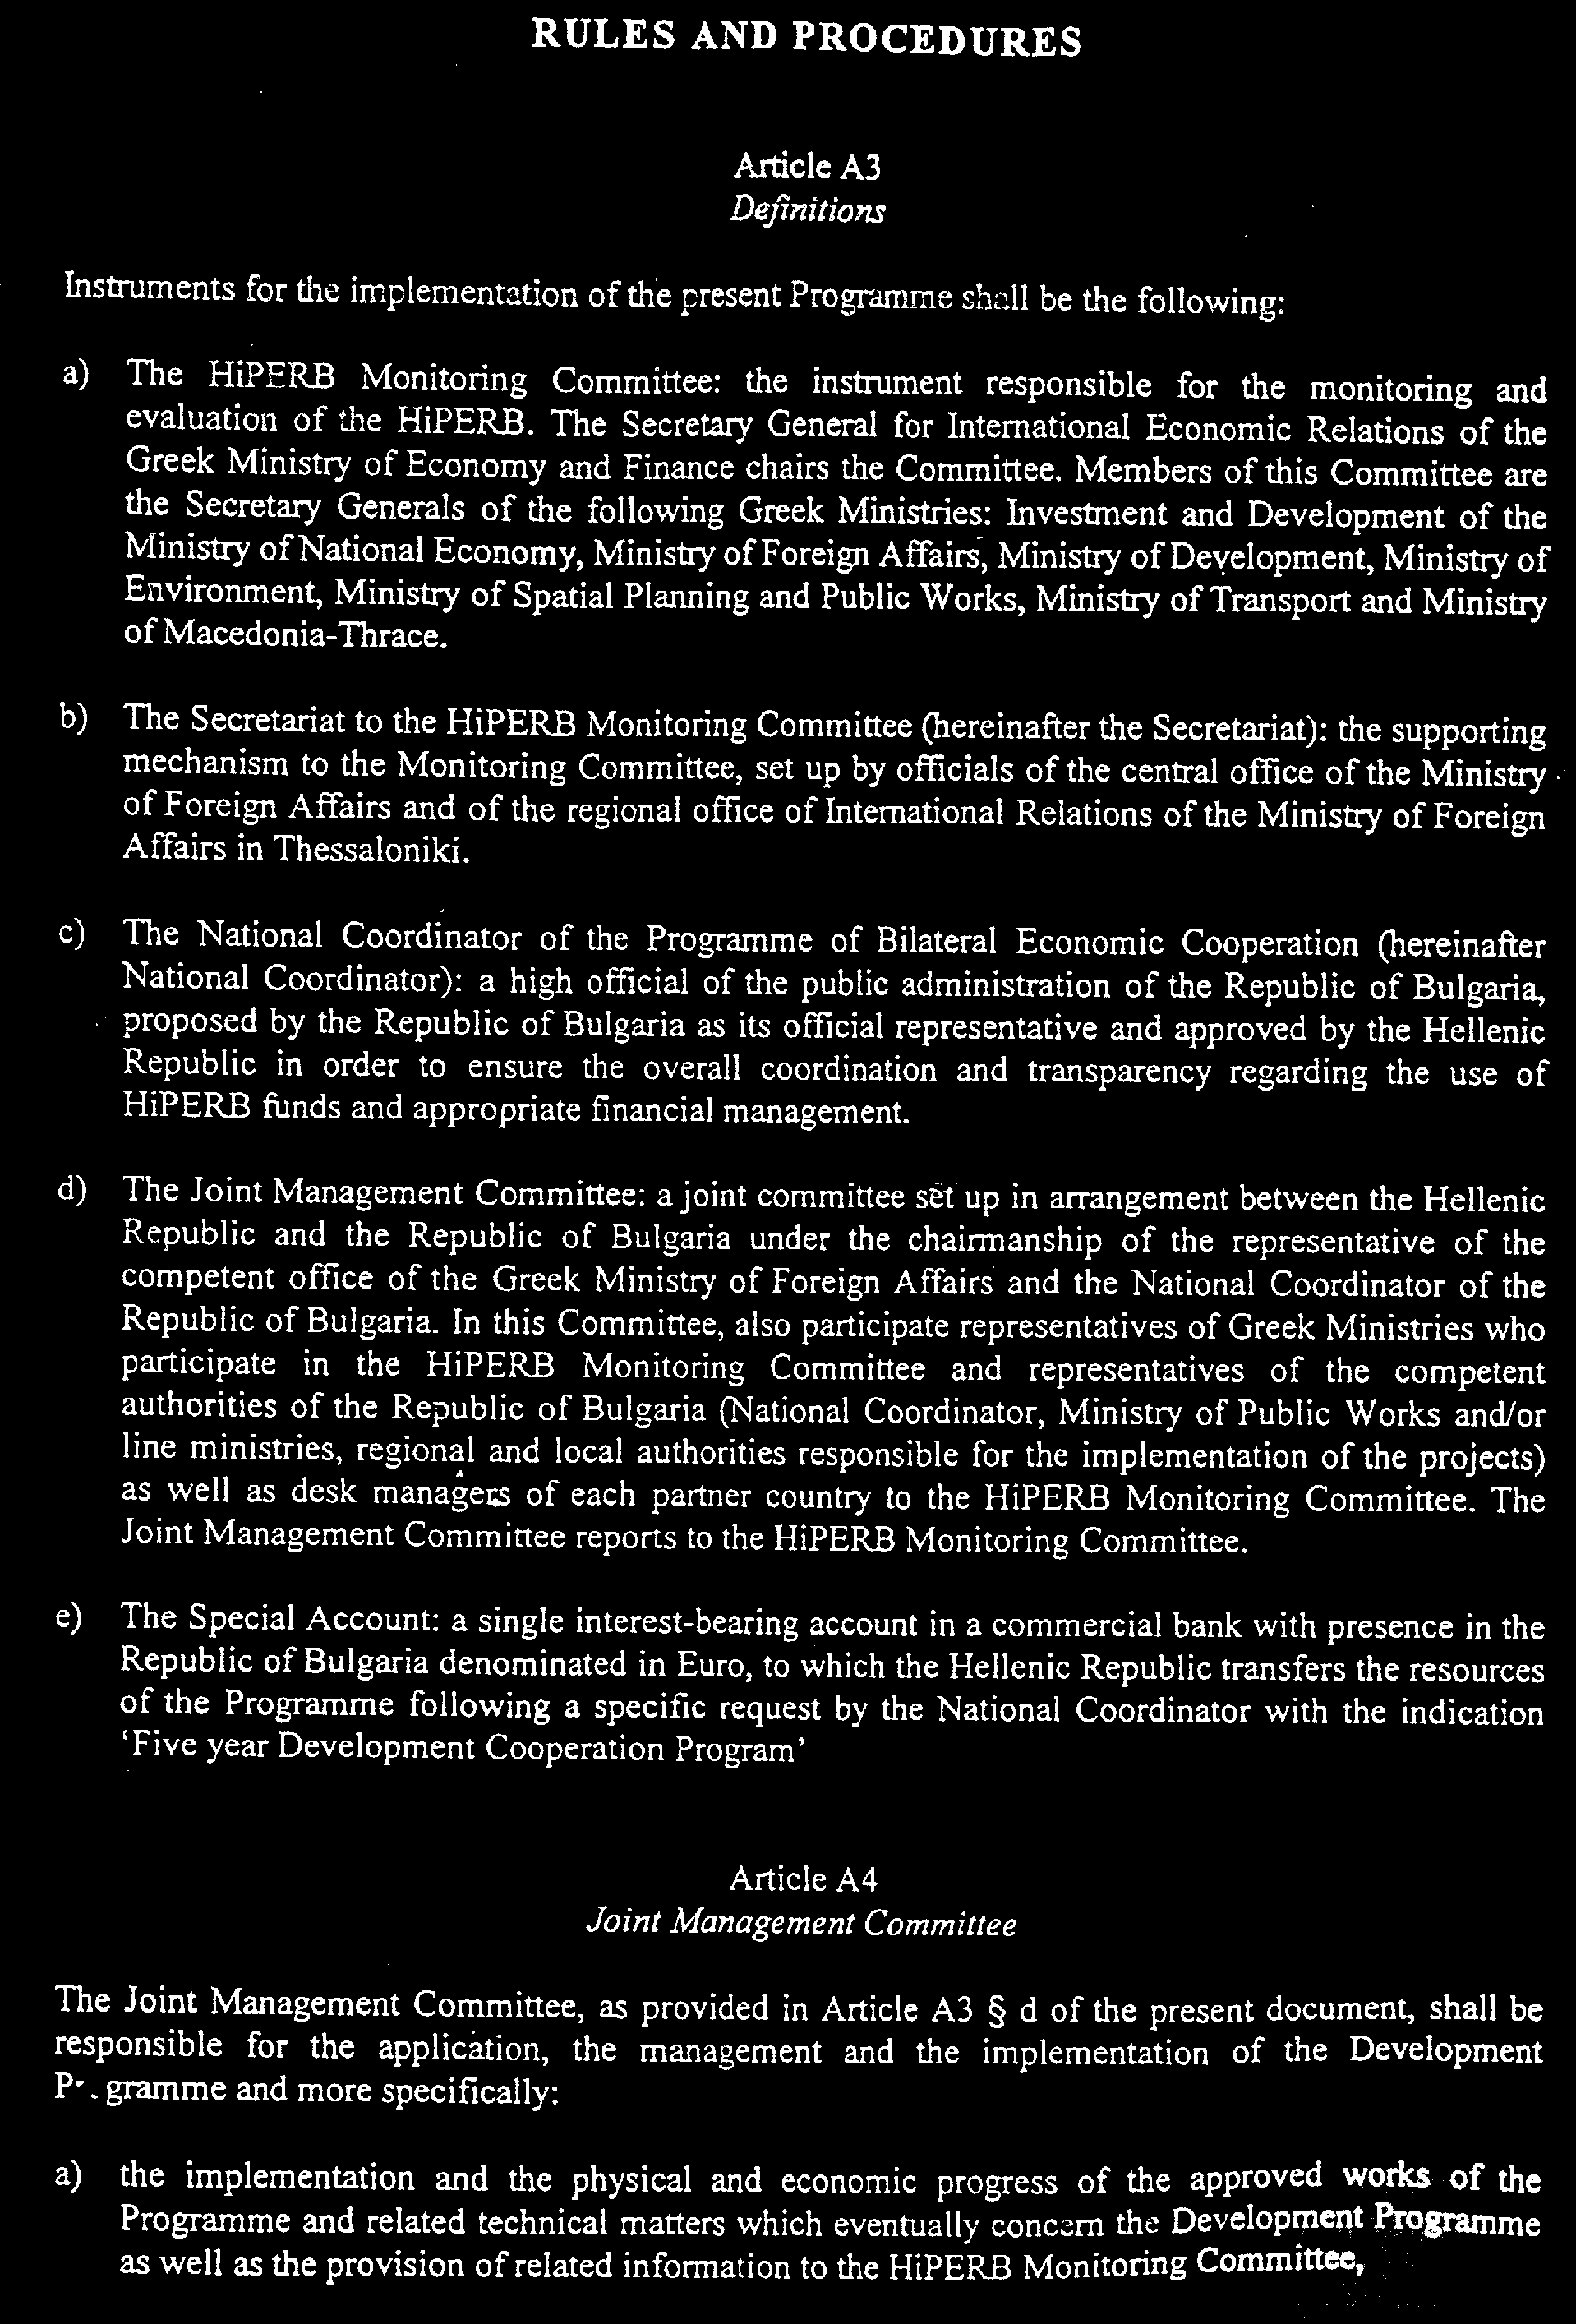 RULES AND PROCEDURES
Article A3
Definitions
Instruments for the implementation of the present Programme shall be the following:
a) The HiPERB Monitoring Committee: the instrument responsible for the monitoring and
evaluation of the HiPERB. The Secretary General for International Economic Relations of the
Greek Ministry of Economy and Finance chairs the Committee. Members of this Committee are
the Secretary Generals of the following Greek Ministries: Investment and Development of the
Ministry of National Economy, Ministry of Foreign Affairs, Ministry of Development, Ministry of
Environment, Ministry of Spatial Planning and Public Works, Ministry of Transport and Ministry
of Macedonia-Thrace.
b) The Secretariat to the HiPERB Monitoring Committee (hereinafter the Secretariat): the supporting
mechanism to the Monitoring Committee, set up by officials of the central office of the Ministry
of Foreign Affairs and of the regional office of International Relations of the Ministry of Foreign
Affairs in Thessaloniki.
c) The National Coordinator of the Programme of Bilateral Economic Cooperation (hereinafter
National Coordinator): a high official of the public administration of the Republic of Bulgaria,
proposed by the Republic of Bulgaria as its official representative and approved by the Hellenic
Republic in order to ensure the overall coordination and transparency regarding the use of
HiPERB funds and appropriate financial management.
d) The Joint Management Committee: a joint committee set up in arrangement between the Hellenic
Republic and the Republic of Bulgaria under the chairmanship of the representative of the
competent office of the Greek Ministry of Foreign Affairs and the National Coordinator of the
Republic of Bulgaria. In this Committee, also participate representatives of Greek Ministries who
participate in the HiPERB Monitoring Committee and representatives of the competent
authorities of the Republic of Bulgaria (National Coordinator, Ministry of Public Works and/or
line ministries, regional and local authorities responsible for the implementation of the projects)
as well as desk managers of each partner country to the HiPERB Monitoring Committee. The
Joint Management Committee reports to the HiPERB Monitoring Committee.
e) The Special Account: a single interest-bearing account in a commercial bank with presence in the
Republic of Bulgaria denominated in Euro, to which the Hellenic Republic transfers the resources
of the Programme following a specific request by the National Coordinator with the indication
‘Five year Development Cooperation Program’
Article A4
Joint Management Committee
The Joint Management Committee, as provided in Article A3 § d of the present document, shall be
responsible for the application, the management and the implementation of the Development
Programme and more specifically:
a) the implementation and the physical and economic progress of the approved works of the
Programme and related technical matters which eventually concern the Development Programme
as well as the provision of related information to the HiPERB Monitoring Committee,